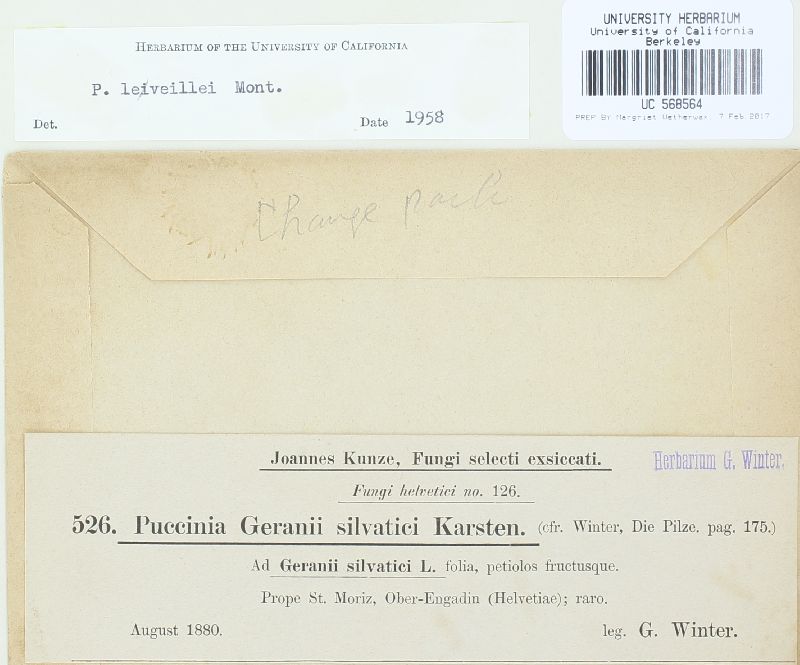 HERBARIUM OF THE UNIVERSITY OF CALIFORNIA
P. leiveillei Mont.
Det.
Date 1958
UNIVERSITY HERBARIUM
University of California
Berkeley
UC 568564
PREP By Margriet Wetherwax, 7 Feb 2017
Change pack
Joannes Kunze, Fungi selecti exsiccati.
Herbarium G. Winter.
Fungi helvetici no. 126.
526. Puccinia Geranii silvatici Karsten. (cfr. Winter, Die Pilze. pag. 175.)
Ad Geranii silvatici L. folia, petiolos fructusque.
Prope St. Moriz, Ober-Engadin (Helvetiae); raro.
August 1880.
leg. G. Winter.